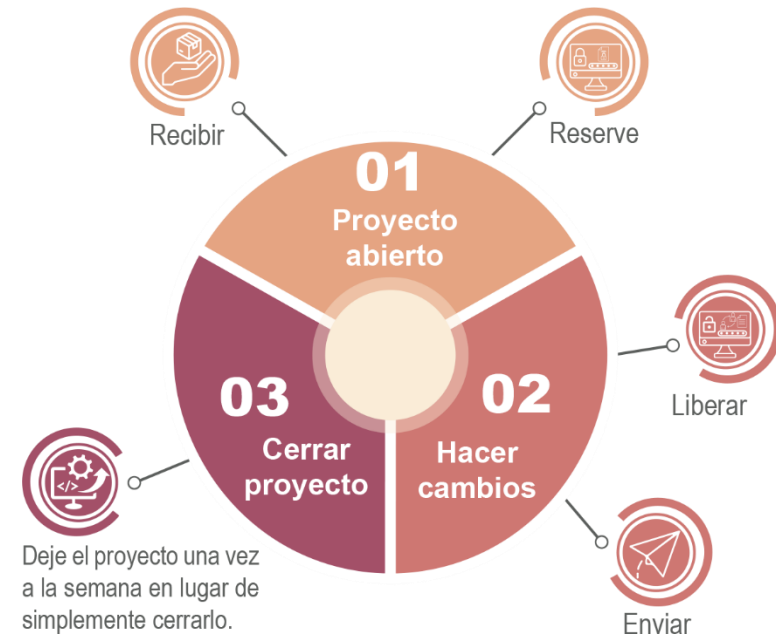 Recibir
Reserve
01
Proyecto
abierto
Liberar
02
Hacer
cambios
Enviar
03
Cerrar
proyecto
Deje el proyecto una vez
a la semana en lugar de
simplemente cerrarlo.